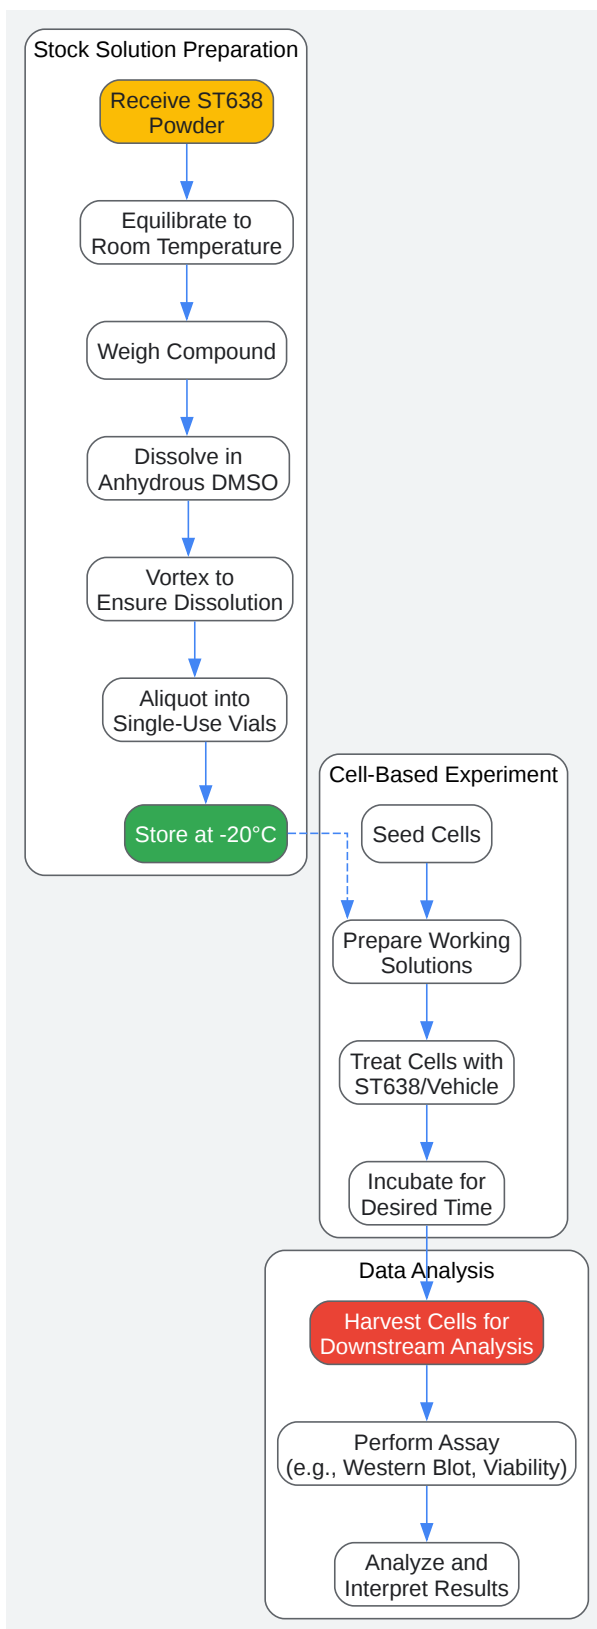 Stock Solution Preparation
Receive ST638
Powder
Equilibrate to
Room Temperature
Weigh Compound
Dissolve in
Anhydrous DMSO
Vortex to
Ensure Dissolution
Aliquot into
Single-Use Vials
Store at -20°C
Cell-Based Experiment
Seed Cells
Prepare Working
Solutions
Treat Cells with
ST638/Vehicle
Incubate for
Desired Time
Data Analysis
Harvest Cells for
Downstream Analysis
Perform Assay
(e.g., Western Blot, Viability)
Analyze and
Interpret Results